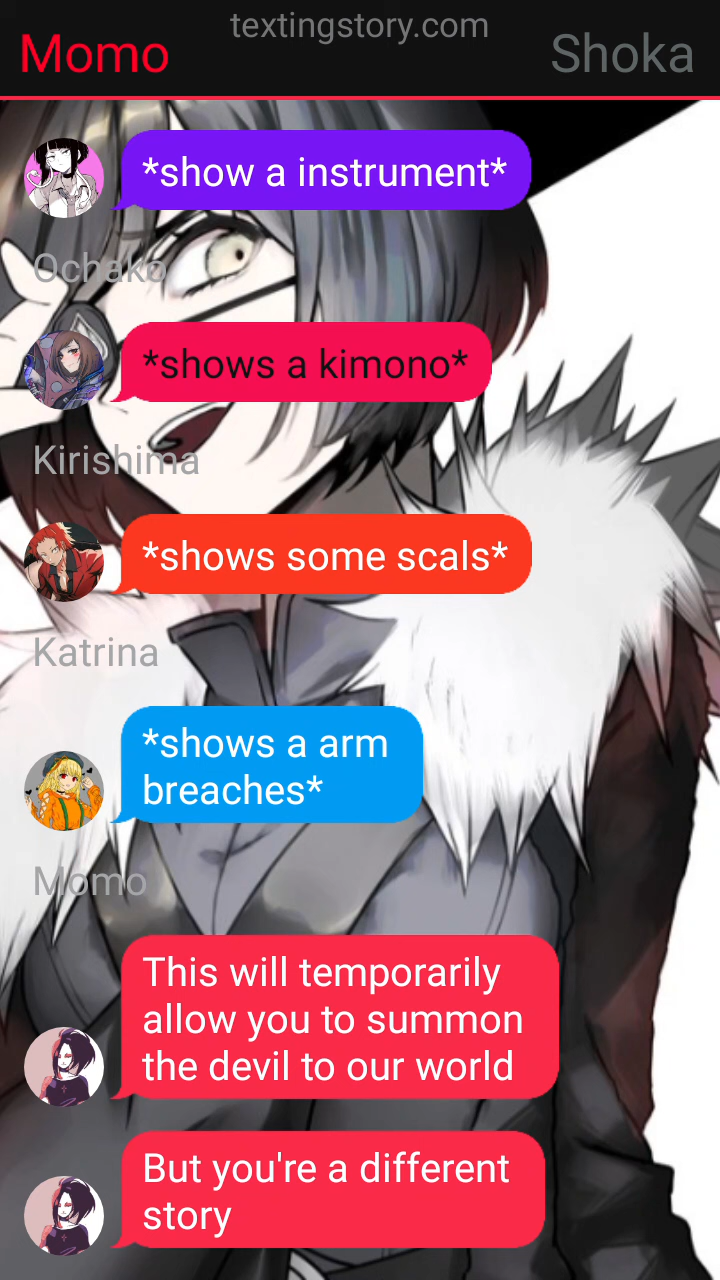 textingstory.com
Momo
Shoka
*show a instrument*
Ochako
*shows a kimono*
Kirishima
*shows some scals*
Katrina
*shows a arm
breaches*
Momo
This will temporarily
allow you to summon
the devil to our world
But you're a different
story